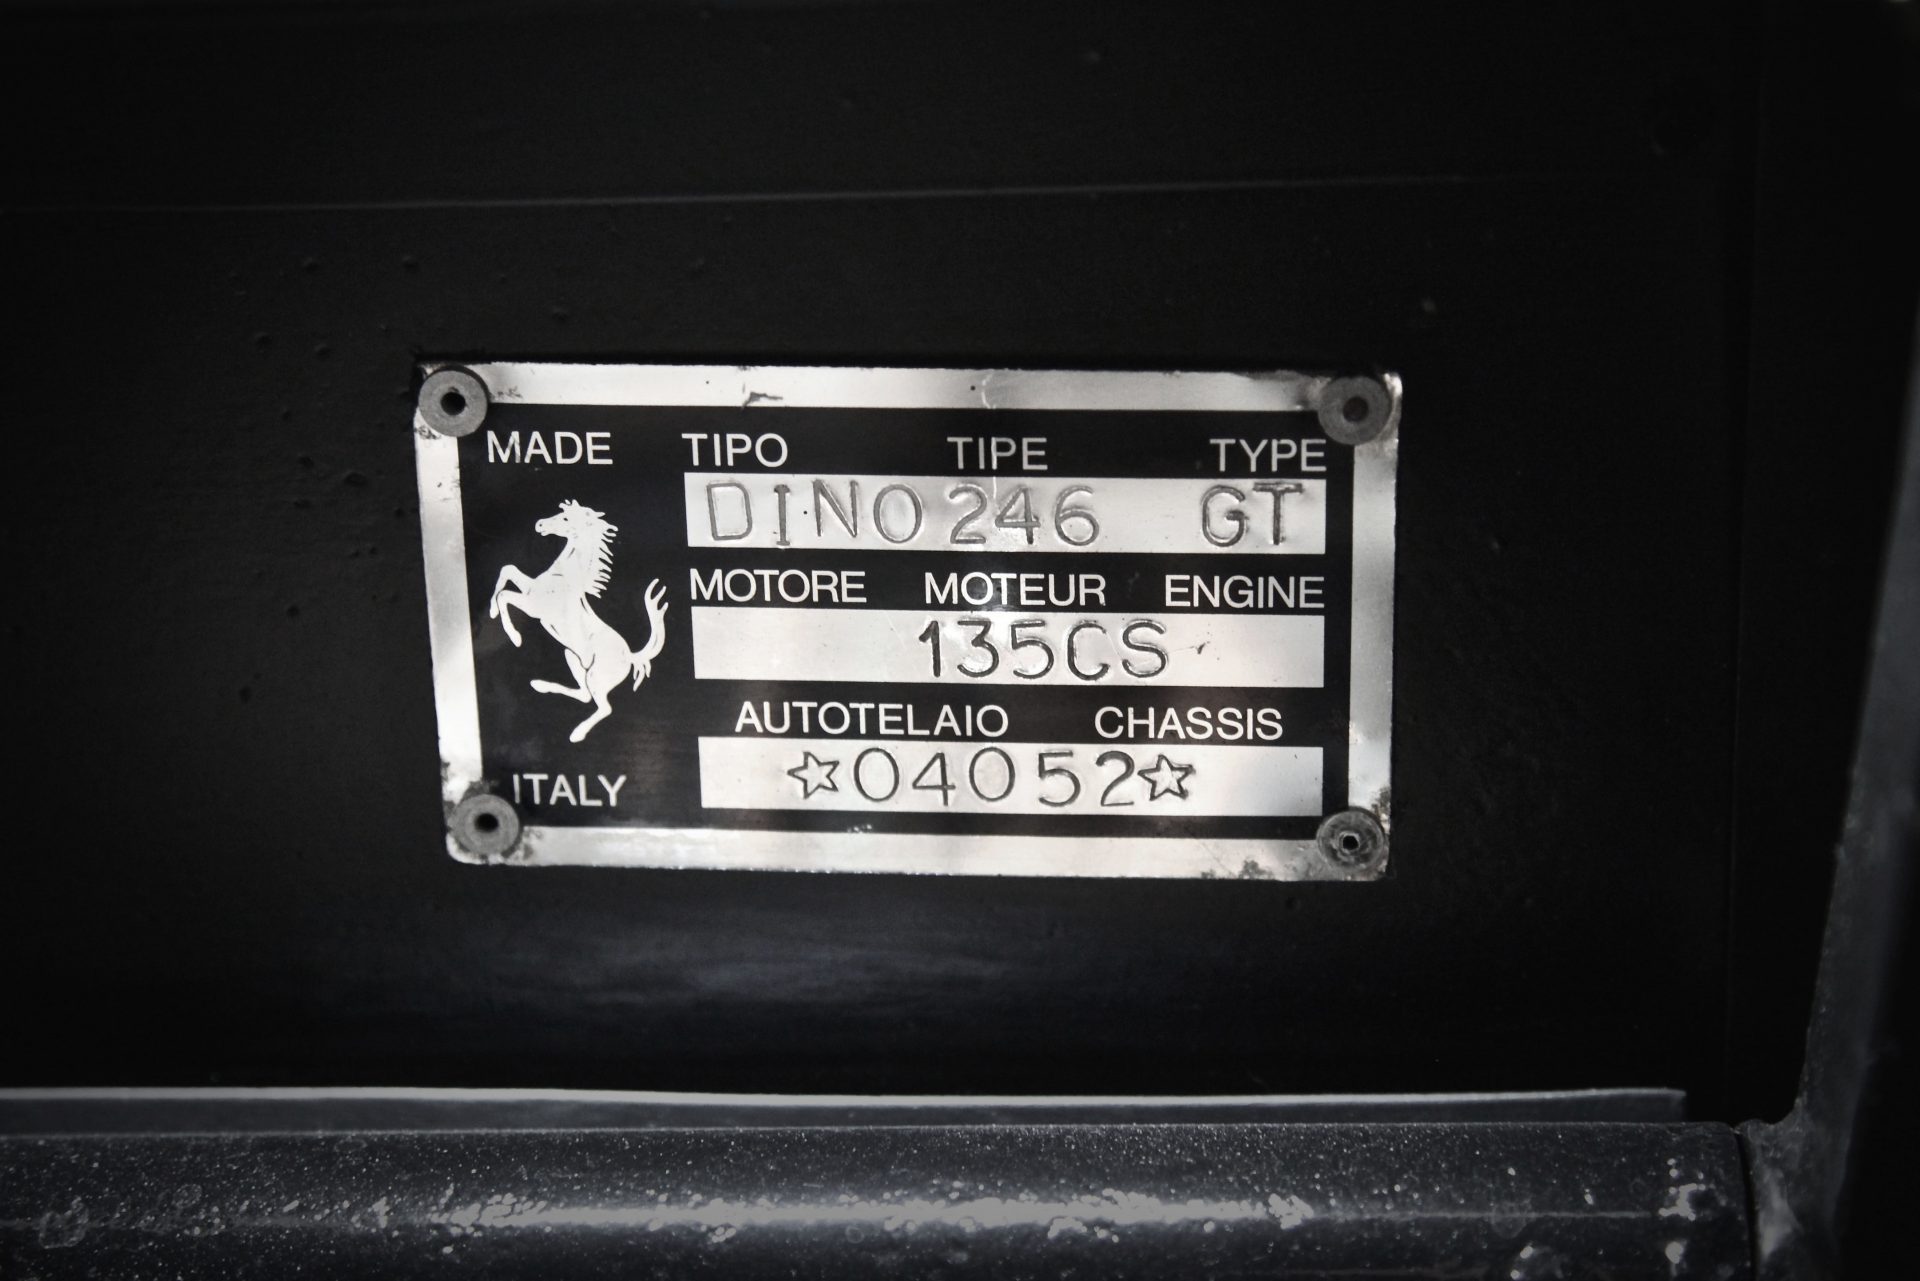 MADE TIPO TIPE TYPE
DINO 246 GT
MOTORE MOTEUR ENGINE
135CS
AUTOTELAIO CHASSIS
☆04052☆
ITALY